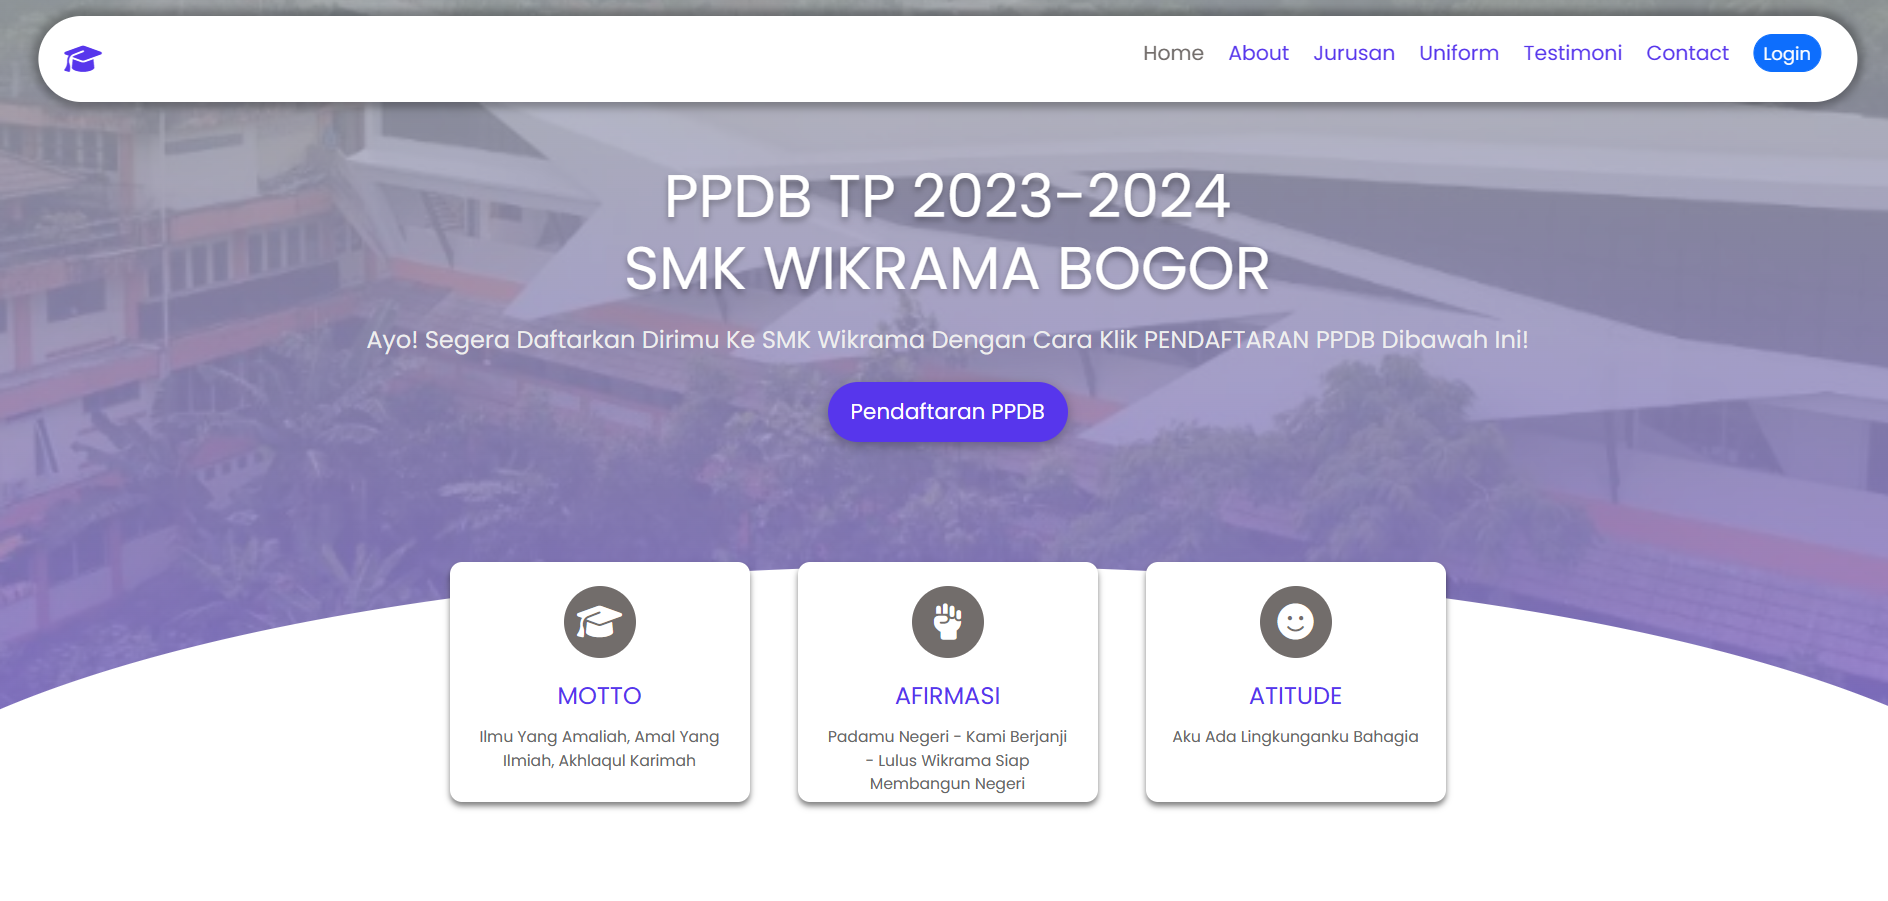 Home About Jurusan Uniform Testimoni Contact Login
PPDB TP 2023-2024
SMK WIKRAMA BOGOR
Ayo! Segera Daftarkan Dirimu Ke SMK Wikrama Dengan Cara Klik PENDAFTARAN PPDB Dibawah Ini!
Pendaftaran PPDB
MOTTO
Ilmu Yang Amaliah, Amal Yang
Ilmiah, Akhlaqul Karimah
AFIRMASI
Padamu Negeri - Kami Berjanji
- Lulus Wikrama Siap
Membangun Negeri
ATITUDE
Aku Ada Lingkunganku Bahagia